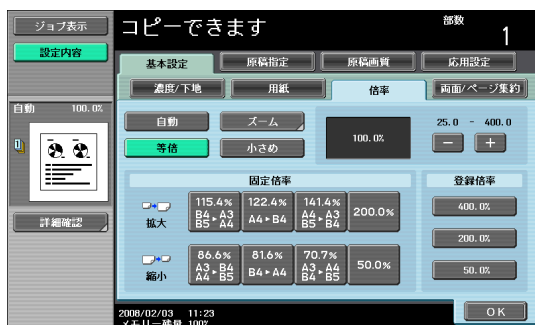 ジョブ表示
設定内容
コピーできます
部数
1
基本設定
原稿指定
原稿画質
応用設定
濃度/下地
用紙
倍率
両面/ページ集約
自動 100.0%
自動
ズーム
等倍
小さめ
100.0%
25.0 - 400.0
- +
固定倍率
登録倍率
拡大
115.4%
B4▸A3
B5▸A4
122.4%
A4▸B4
141.4%
A4▸A3
B5▸B4
200.0%
縮小
86.6%
A3▸B4
A4▸B5
81.6%
B4▸A4
70.7%
A3▸A4
B4▸B5
50.0%
400.0%
200.0%
50.0%
詳細確認
2008/02/03 11:23
メモリー残量 100%
OK